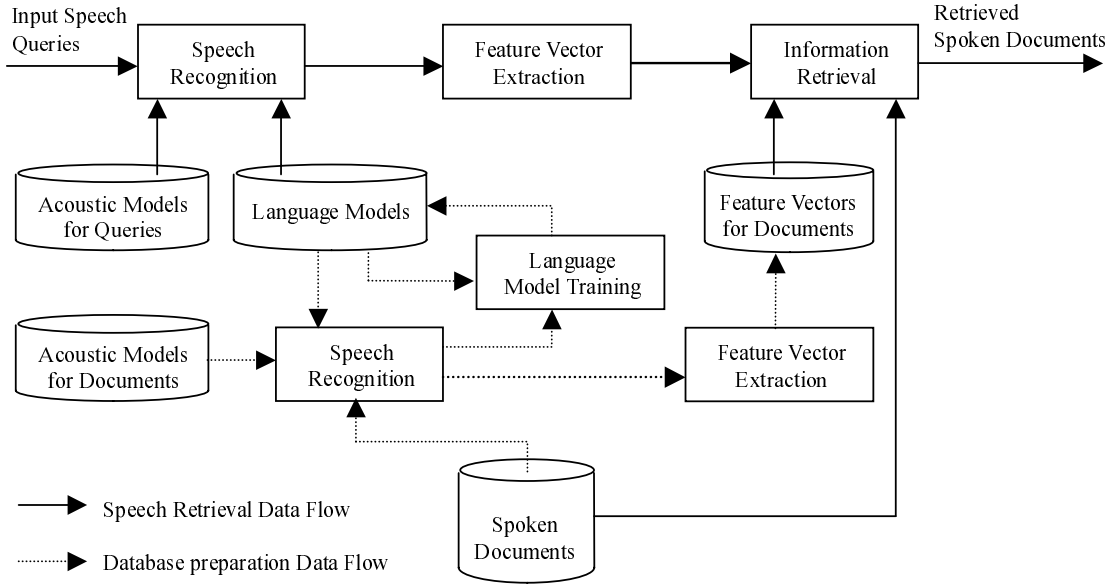 Input Speech
Queries
Speech
Recognition
Feature Vector
Extraction
Information
Retrieval
Retrieved
Spoken Documents
Acoustic Models
for Queries
Language Models
Feature Vectors
for Documents
Language
Model Training
Acoustic Models
for Documents
Speech
Recognition
Feature Vector
Extraction
Spoken
Documents
Speech Retrieval Data Flow
Database preparation Data Flow